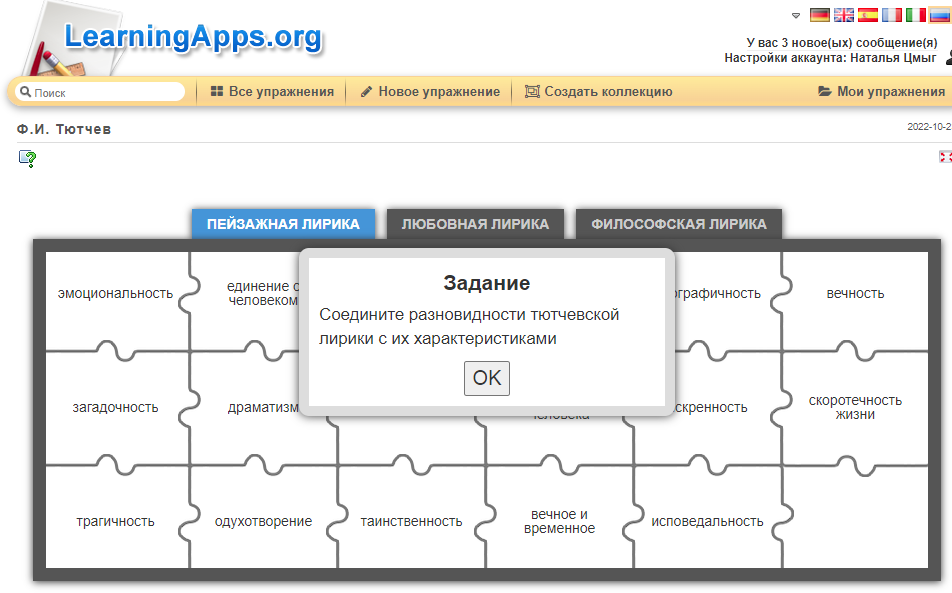 LearningApps.org
У вас 3 новое(ых) сообщение(я)
Настройки аккаунта: Наталья Цмыг
Поиск
Все упражнения
Новое упражнение
Создать коллекцию
Мои упражнения
Ф.И. Тютчев
2022-10-2
ПЕЙЗАЖНАЯ ЛИРИКА
ЛЮБОВНАЯ ЛИРИКА
ФИЛОСОФСКАЯ ЛИРИКА
Задание
Соедините разновидности тютчевской
лирики с их характеристиками
OK
эмоциональность
единение с
человеком
вечность
загадочность
драматизм
человека
скоротечность
жизни
трагичность
одухотворение
таинственность
вечное и
временное
исповедальность